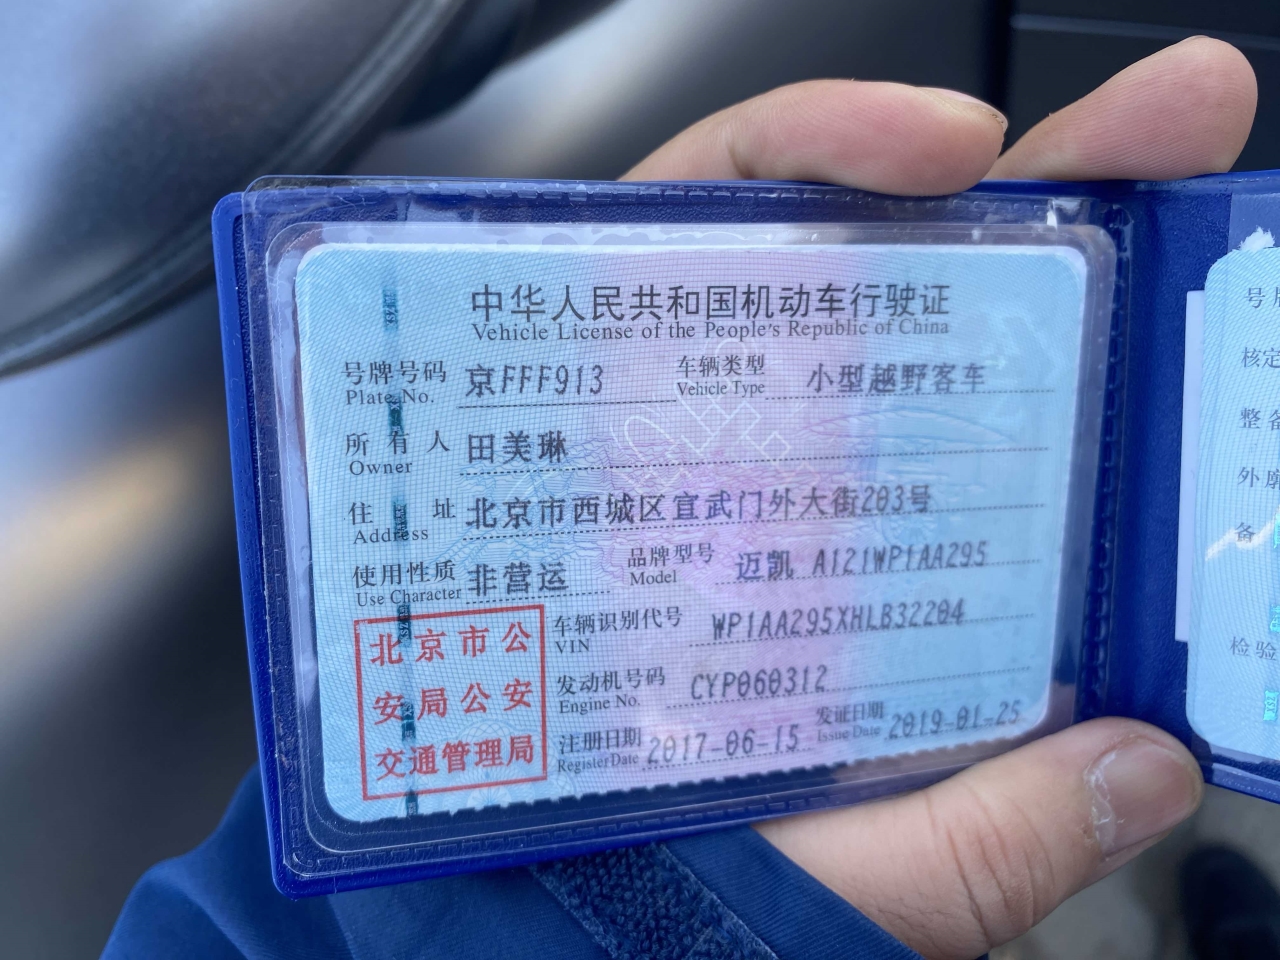 中华人民共和国机动车行驶证
Vehicle License of the People's Republic of China
号牌号码 京FFF913 车辆类型 小型越野客车
Plate No. Vehicle Type
所有人 田美琳
Owner
住址 北京市西城区宣武门外大街203号
Address
使用性质 非营运 品牌型号 迈凯 A121WP1AA295
Use Character Model
北京市公
安局公安
交通管理局
车辆识别代号 WP1AA295XHLB32204
VIN
发动机号码 CYP060312
Engine No.
注册日期 2017-06-15 发证日期 2019-01-25
Register Date Issue Date
号
核定
整备
外廓
备
检验